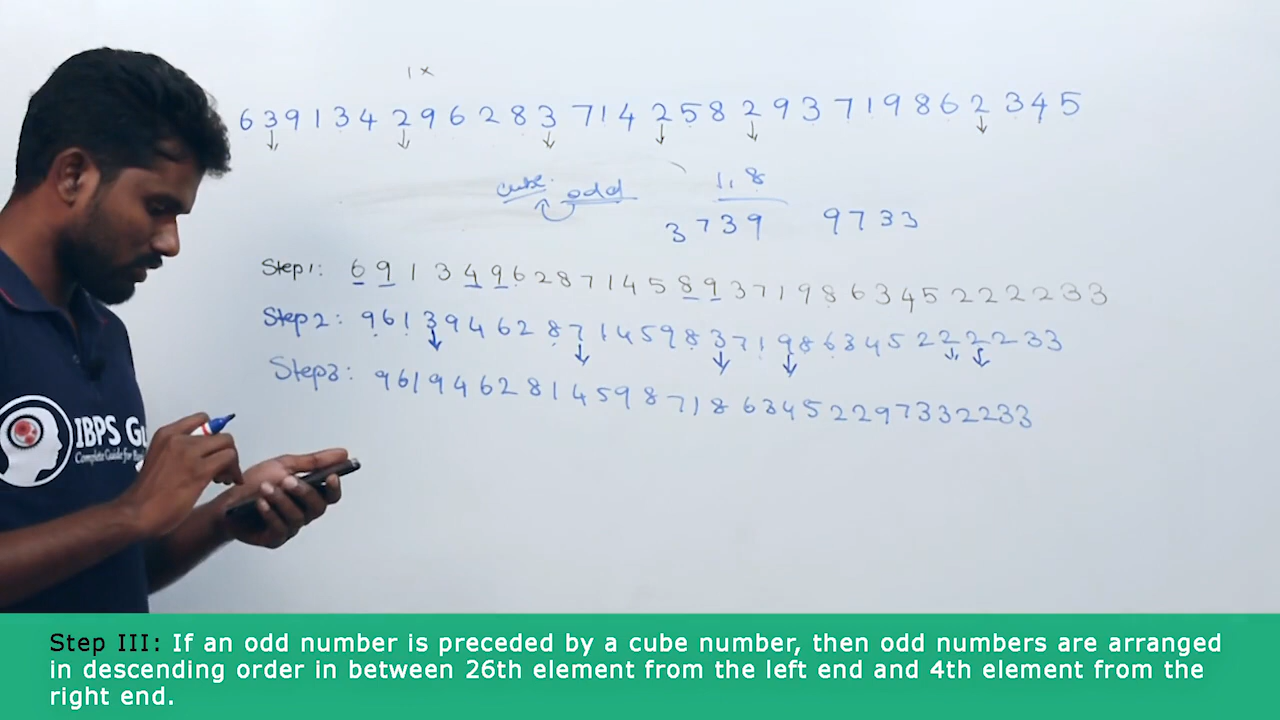 1 ×
6 3 9 1 3 4 2 9 6 2 8 3 7 1 4 2 5 8 2 9 3 7 1 9 8 6 2 3 4 5
cube odd 1, 8
3 7 3 9 9 7 3 3
Step 1: 6 9 1 3 4 9 6 2 8 7 1 4 5 8 9 3 7 1 9 8 6 3 4 5 2 2 2 2 3 3
Step 2: 9 6 1 3 9 4 6 2 8 7 1 4 5 9 8 3 7 1 9 8 6 3 4 5 2 2 2 2 3 3
Step 3: 9 6 1 9 4 6 2 8 1 4 5 9 8 7 1 8 6 3 4 5 2 2 9 7 3 3 2 2 3 3
IBPS Gu
Complete Guide for
Step III: If an odd number is preceded by a cube number, then odd numbers are arranged
in descending order in between 26th element from the left end and 4th element from the
right end.